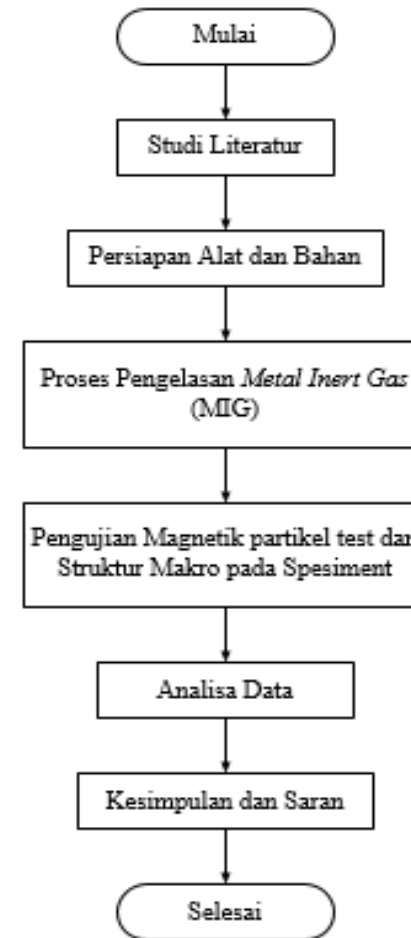 Mulai
Studi Literatur
Persiapan Alat dan Bahan
Proses Pengelasan Metal Inert Gas
(MIG)
Pengujian Magnetik partikel test dan
Struktur Makro pada Spesiment
Analisa Data
Kesimpulan dan Saran
Selesai